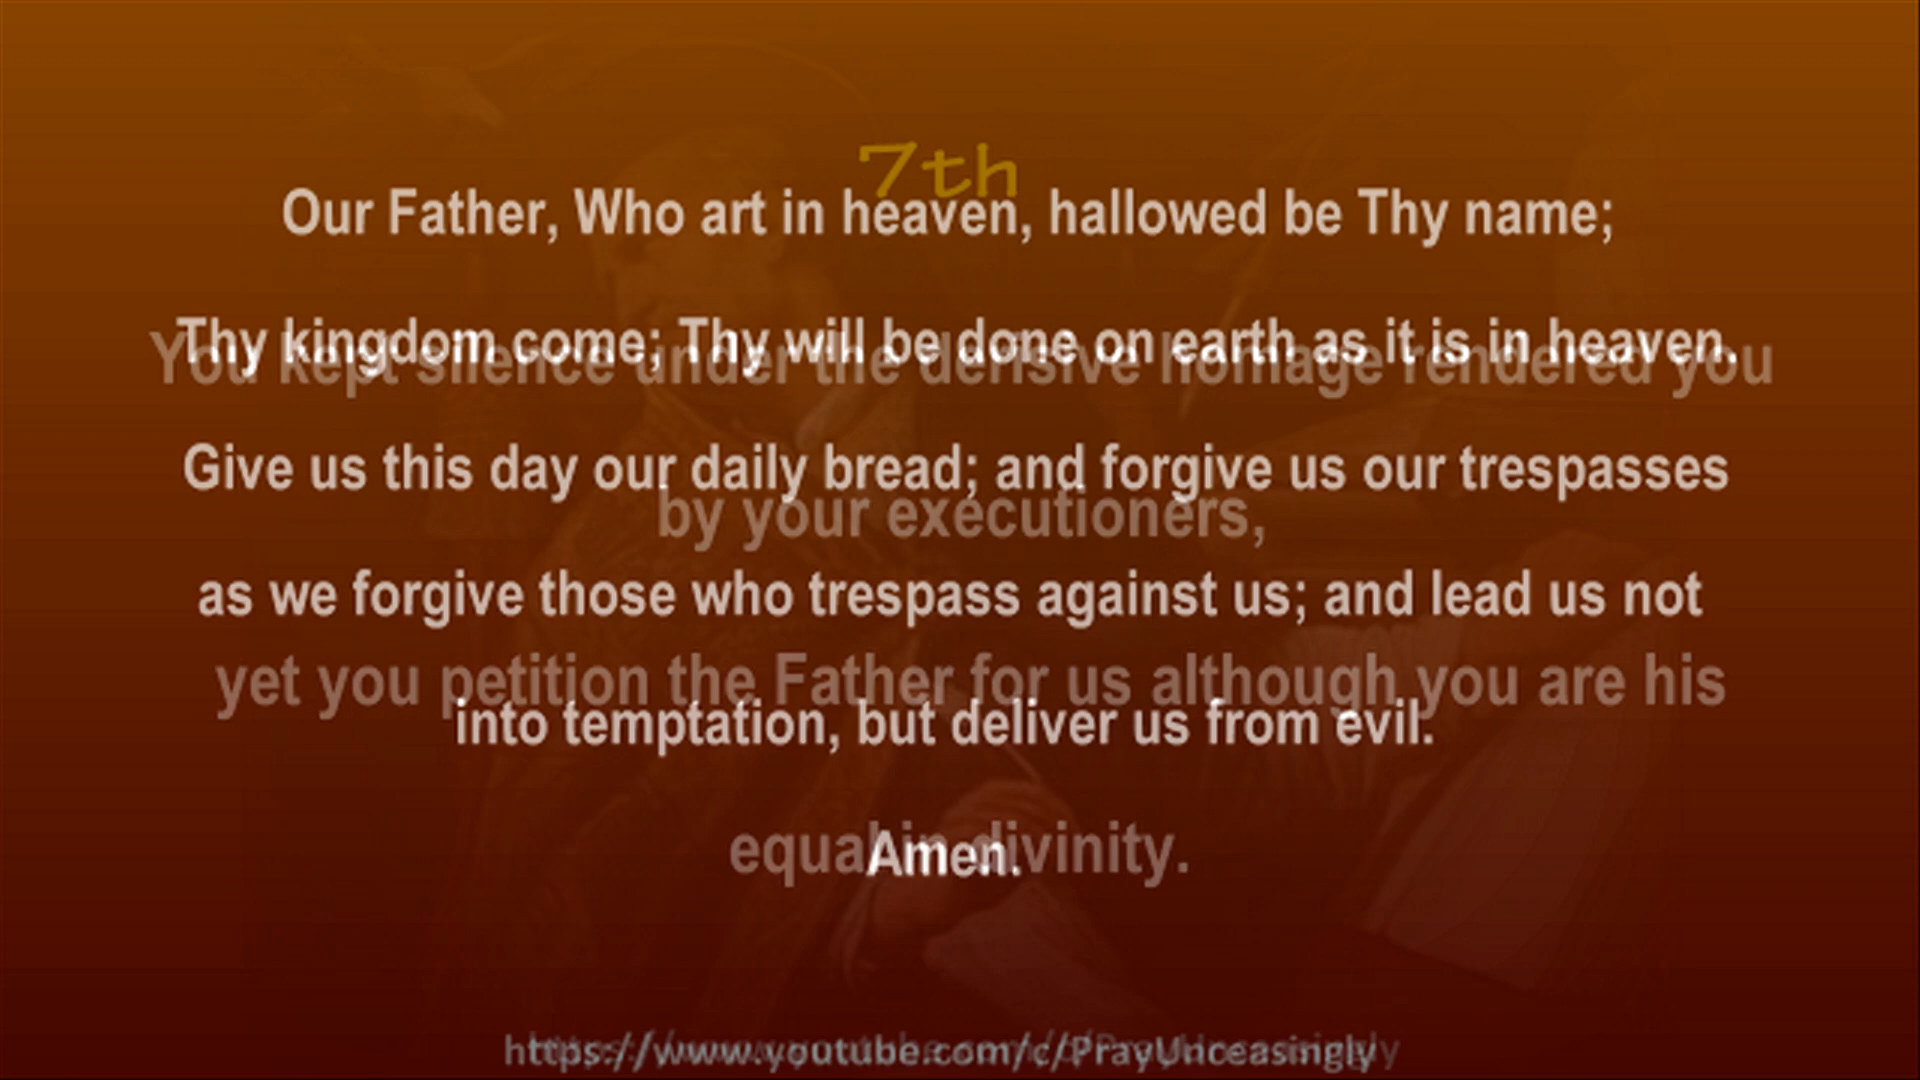 7th
Our Father, Who art in heaven, hallowed be Thy name;
Thy kingdom come; Thy will be done on earth as it is in heaven.
You kept silence under the derisive homage rendered you
Give us this day our daily bread; and forgive us our trespasses
by your executioners,
as we forgive those who trespass against us; and lead us not
yet you petition the Father for us although you are his
into temptation, but deliver us from evil.
equal in divinity.
Amen.
https://www.youtube.com/c/PrayUnceasingly